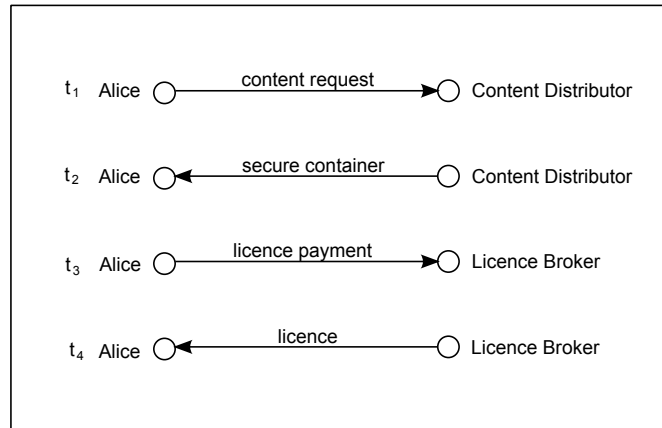 content request
t1 Alice Content Distributor
secure container
t2 Alice Content Distributor
licence payment
t3 Alice Licence Broker
licence
t4 Alice Licence Broker